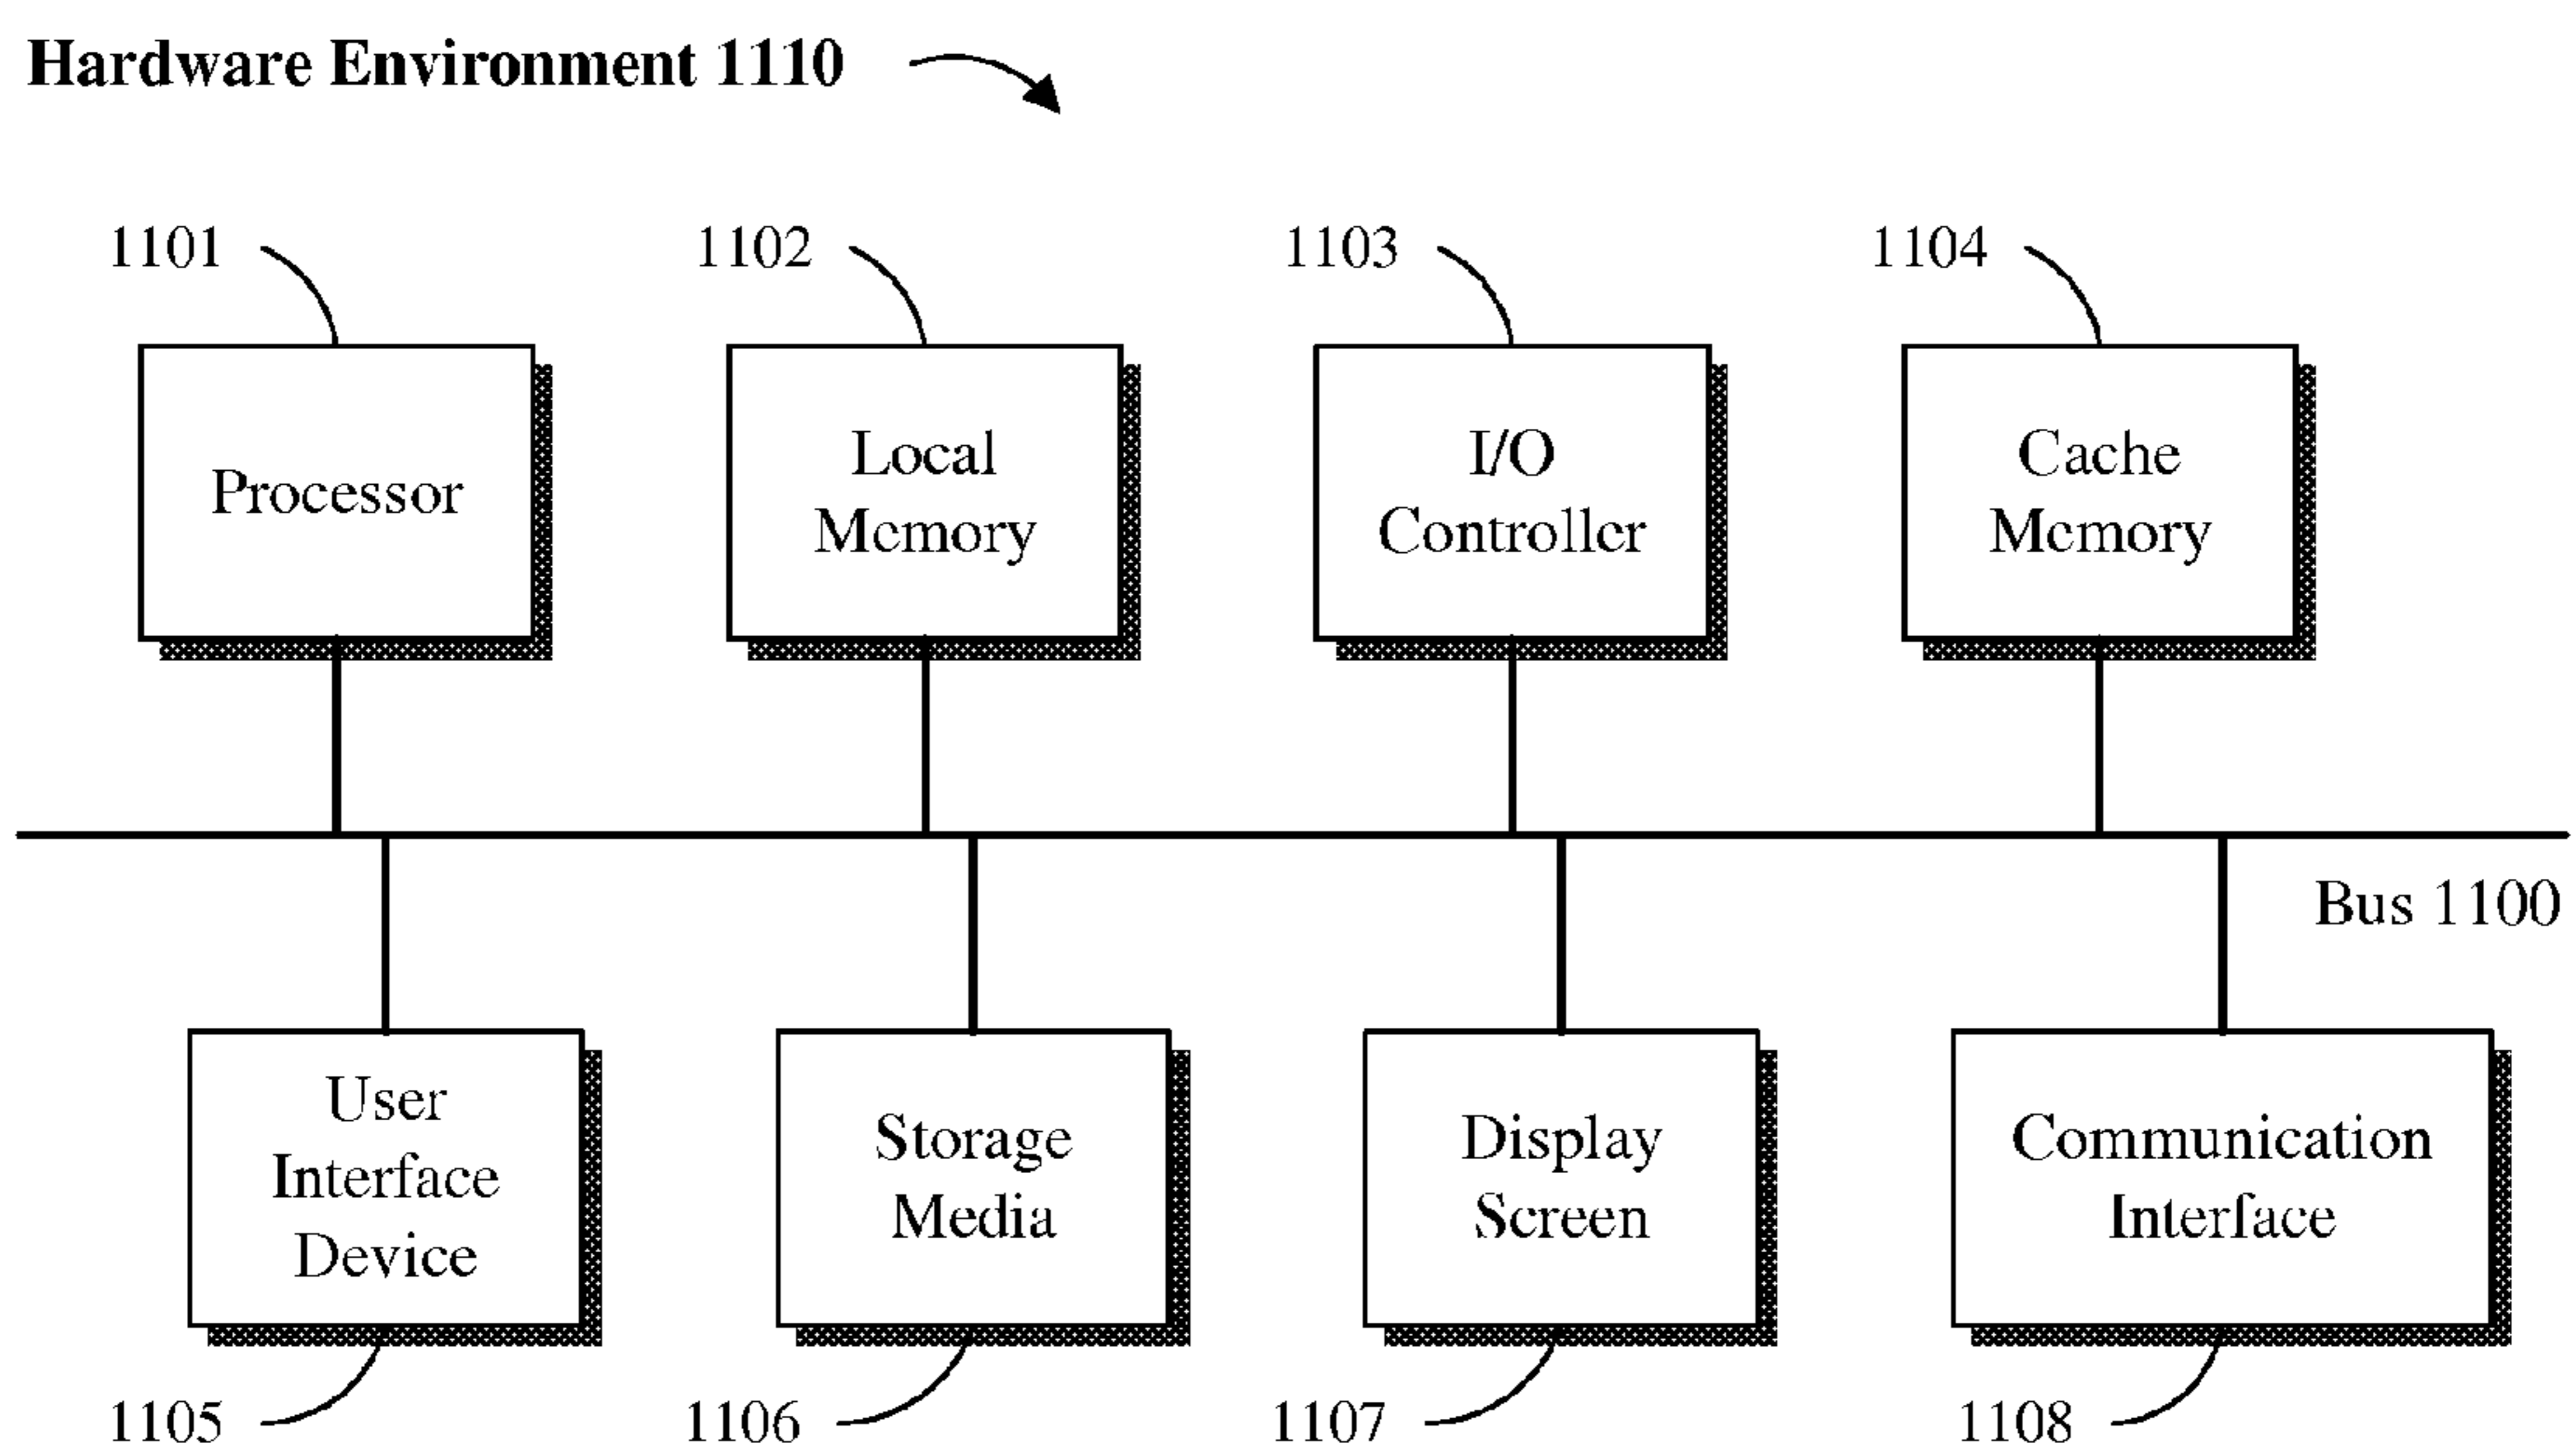 Hardware Environment 1110
1101
1102
1103
1104
Processor
Local
Memory
I/O
Controller
Cache
Memory
Bus 1100
User
Interface
Device
Storage
Media
Display
Screen
Communication
Interface
1105
1106
1107
1108